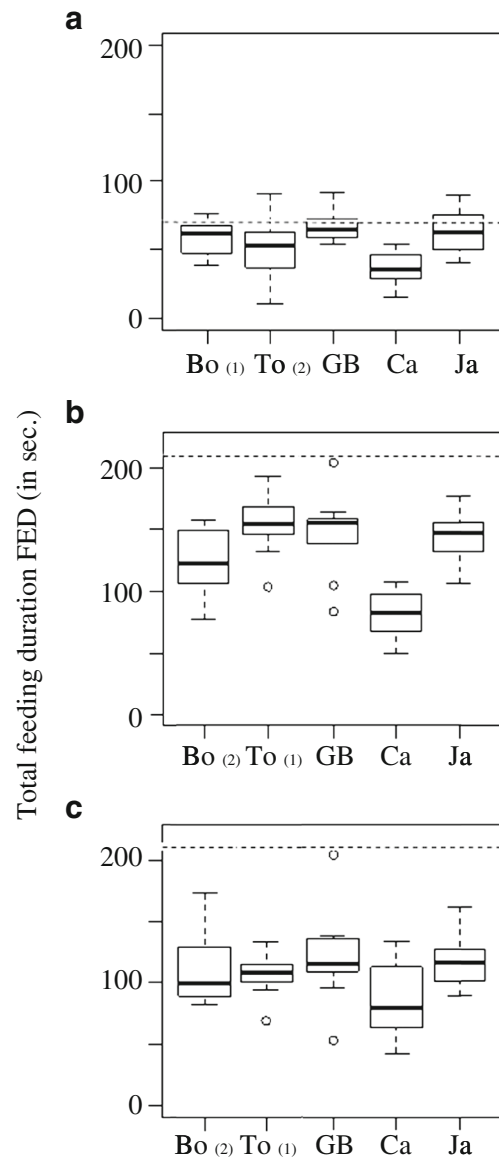 a
200
100
0
Bo (1) To (2) GB Ca Ja
Total feeding duration FED (in sec.)
b
200
100
0
Bo (2) To (1) GB Ca Ja
c
200
100
0
Bo (2) To (1) GB Ca Ja